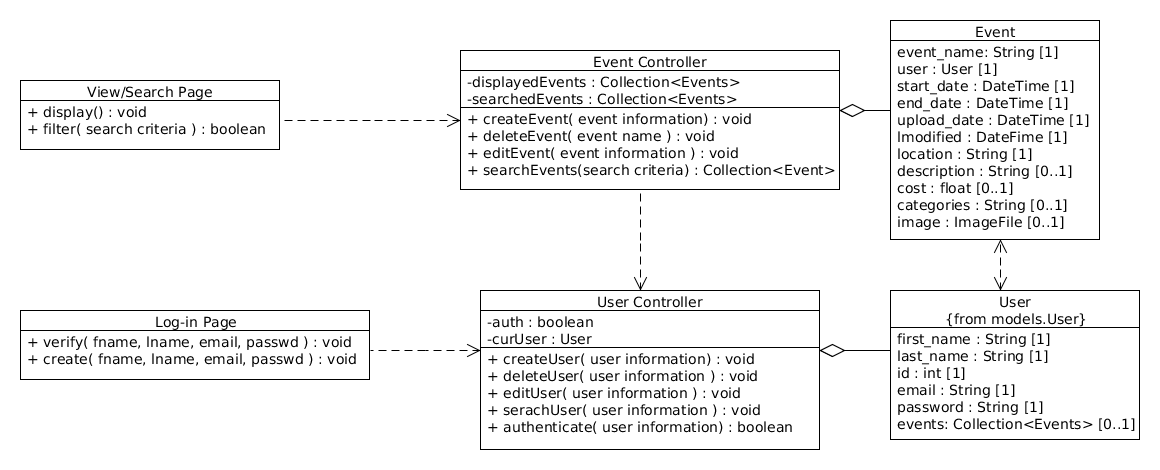 View/Search Page
+ display() : void
+ filter( search criteria ) : boolean
Event Controller
-displayedEvents : Collection<Events>
-searchedEvents : Collection<Events>
+ createEvent( event information) : void
+ deleteEvent( event name ) : void
+ editEvent( event information ) : void
+ searchEvents(search criteria) : Collection<Event>
Event
event_name: String [1]
user : User [1]
start_date : DateTime [1]
end_date : DateTime [1]
upload_date : DateTime [1]
lmodified : DateFime [1]
location : String [1]
description : String [0..1]
cost : float [0..1]
categories : String [0..1]
image : ImageFile [0..1]
Log-in Page
+ verify( fname, lname, email, passwd ) : void
+ create( fname, lname, email, passwd ) : void
User Controller
-auth : boolean
-curUser : User
+ createUser( user information) : void
+ deleteUser( user information ) : void
+ editUser( user information ) : void
+ serachUser( user information ) : void
+ authenticate( user information) : boolean
User
{from models.User}
first_name : String [1]
last_name : String [1]
id : int [1]
email : String [1]
password : String [1]
events: Collection<Events> [0..1]